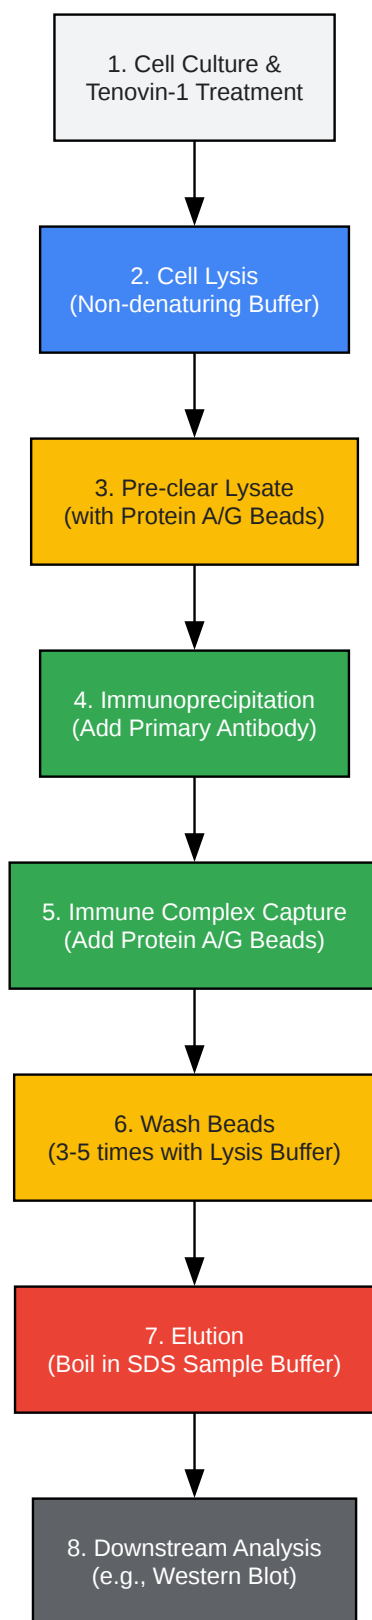 1. Cell Culture &
Tenovin-1 Treatment
2. Cell Lysis
(Non-denaturing Buffer)
3. Pre-clear Lysate
(with Protein A/G Beads)
4. Immunoprecipitation
(Add Primary Antibody)
5. Immune Complex Capture
(Add Protein A/G Beads)
6. Wash Beads
(3-5 times with Lysis Buffer)
7. Elution
(Boil in SDS Sample Buffer)
8. Downstream Analysis
(e.g., Western Blot)